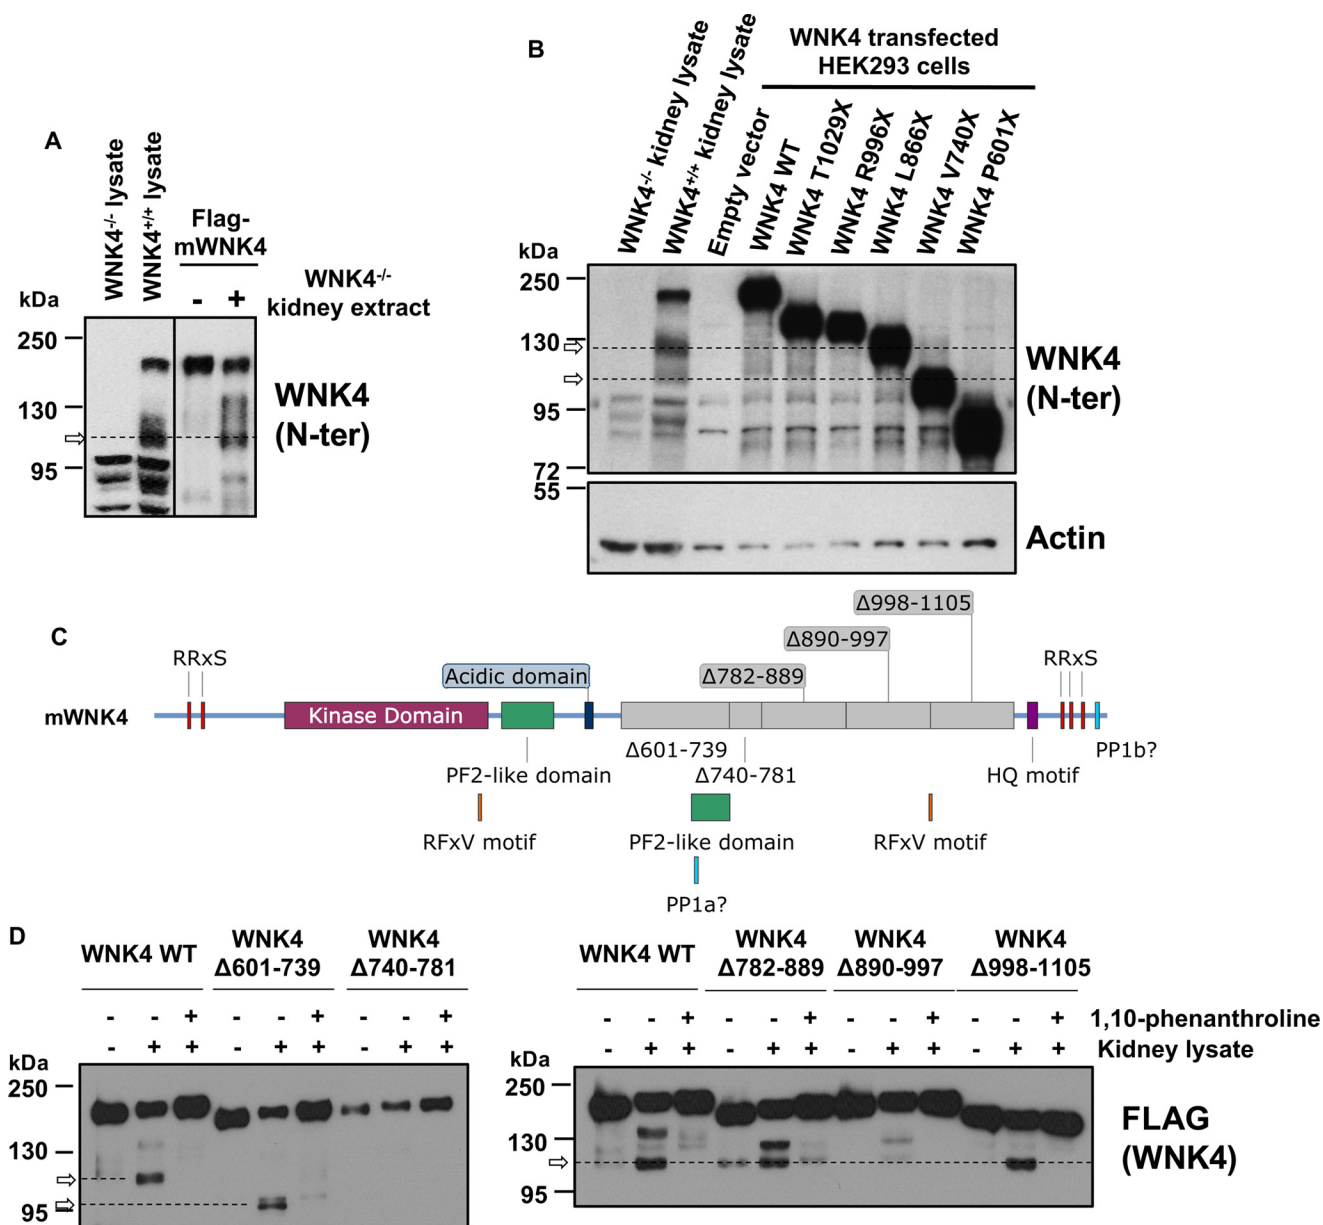 A
WNK4-/- lysate
WNK4+/+ lysate
Flag-
mWNK4
- +
WNK4-/-
kidney extract
kDa
250
130
95
WNK4
(N-ter)
B
WNK4 transfected
HEK293 cells
WNK4-/- kidney lysate
WNK4+/+ kidney lysate
Empty vector
WNK4 WT
WNK4 T1029X
WNK4 R996X
WNK4 L866X
WNK4 V740X
WNK4 P601X
kDa
250
130
95
72
55
WNK4
(N-ter)
Actin
C
Δ998-1105
Δ890-997
RRxS
Acidic domain
Δ782-889
RRxS
mWNK4
Kinase Domain
Δ601-739
PP1b?
PF2-like domain
Δ740-781
HQ motif
RFxV motif
PF2-like domain
RFxV motif
PP1a?
D
WNK4 WT
WNK4
Δ601-739
WNK4
Δ740-781
- - + - - + - - +
- + + - + + - + +
kDa
250
130
95
WNK4 WT
WNK4
Δ782-889
WNK4
Δ890-997
WNK4
Δ998-1105
- - + - - + - - + - - + 1,10-phenanthroline
- + + - + + - + + - + + Kidney lysate
kDa
250
130
95
FLAG
(WNK4)